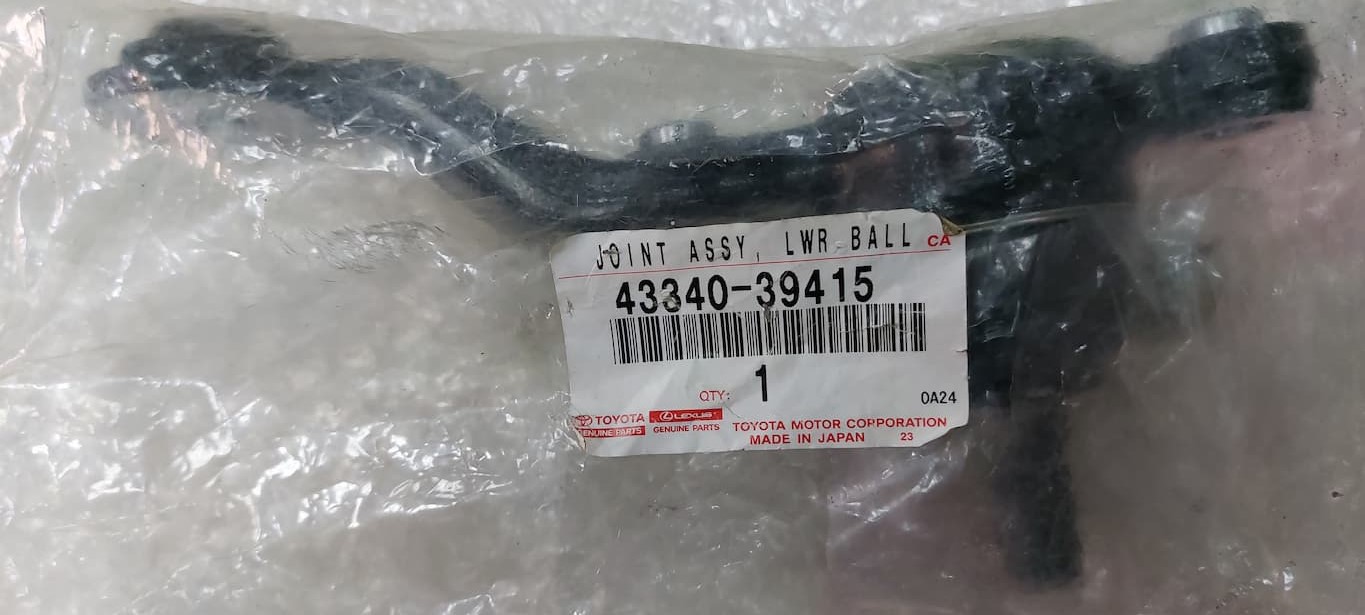 JOINT ASSY, LWR BALL CA
43340-39415
QTY: 1
0A24
TOYOTA
GENUINE PARTS
LEXUS
GENUINE PARTS
TOYOTA MOTOR CORPORATION
MADE IN JAPAN 23